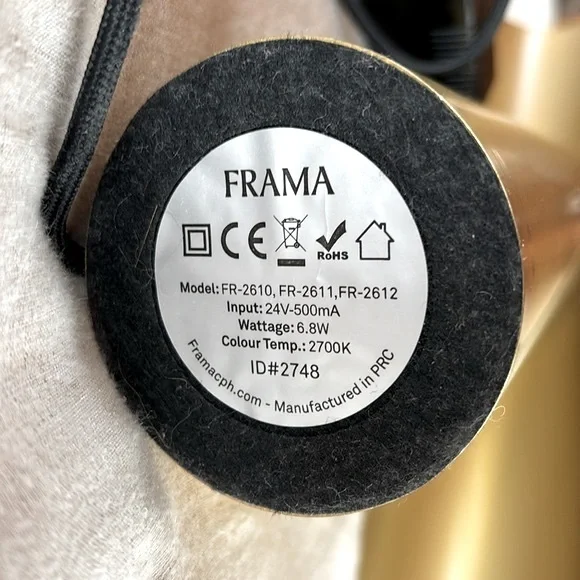 FRAMA
CE
RoHS
Model: FR-2610, FR-2611,FR-2612
Input: 24V-500mA
Wattage: 6.8W
Colour Temp.: 2700K
ID#2748
Framacph.com - Manufactured in PRC